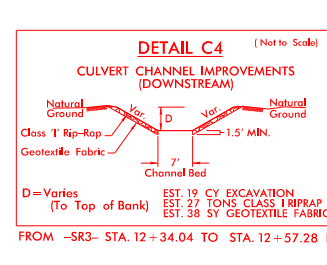 DETAIL C4
( Not to Scale)
CULVERT CHANNEL IMPROVEMENTS
(DOWNSTREAM)
Natural
Ground
Var.
D
Var.
Natural
Ground
Class 'I' Rip-Rap
Geotextile Fabric
1.5' MIN.
7'
Channel Bed
D=Varies
(To Top of Bank)
EST. 19 CY EXCAVATION
EST. 27 TONS CLASS I RIPRAP
EST. 38 SY GEOTEXTILE FABRIC
FROM -SR3- STA. 12+34.04 TO STA. 12+57.28